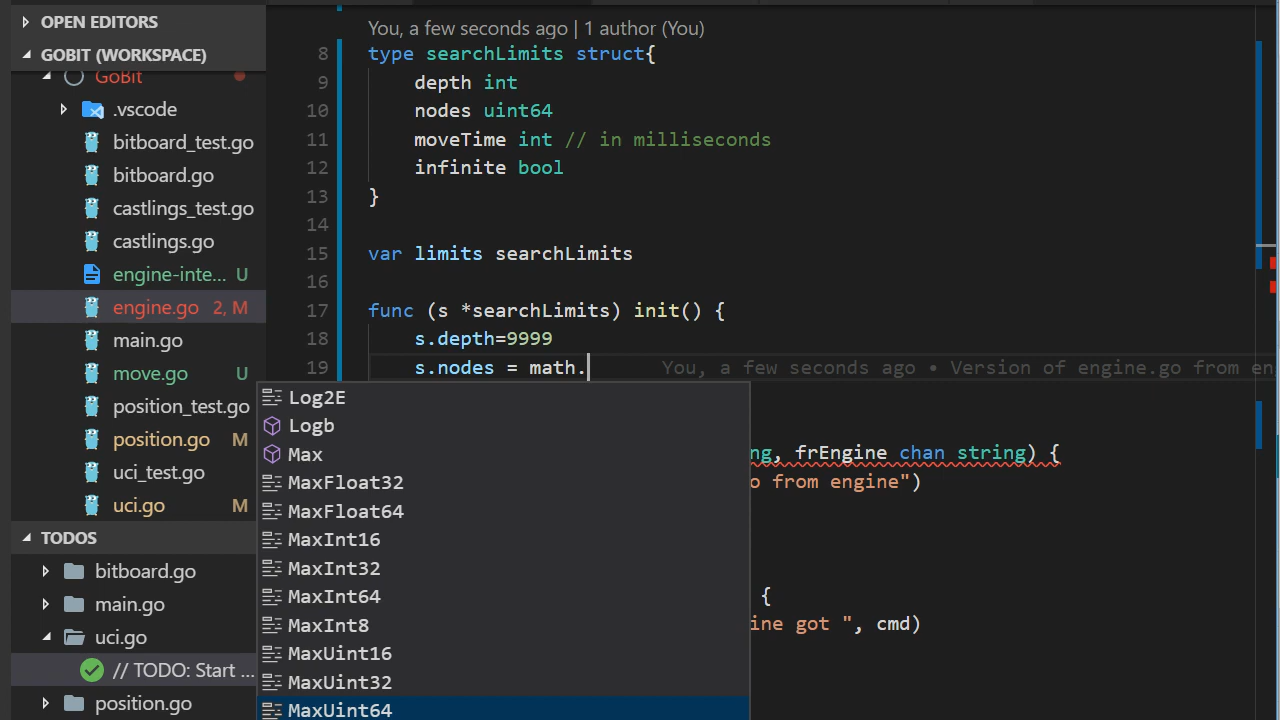 OPEN EDITORS
GOBIT (WORKSPACE)
GoBit
.vscode
bitboard_test.go
bitboard.go
castlings_test.go
castlings.go
engine-inte... U
engine.go 2, M
main.go
move.go U
position_test.go
position.go M
uci_test.go
uci.go M
TODOS
bitboard.go
main.go
uci.go
// TODO: Start ...
position.go
You, a few seconds ago | 1 author (You)
8 type searchLimits struct{
9 depth int
10 nodes uint64
11 moveTime int // in milliseconds
12 infinite bool
13 }
14
15 var limits searchLimits
16
17 func (s *searchLimits) init() {
18 s.depth=9999
19 s.nodes = math. You, a few seconds ago • Version of engine.go from en
ng, frEngine chan string) {
o from engine")
{
ine got ", cmd)
Log2E
Logb
Max
MaxFloat32
MaxFloat64
MaxInt16
MaxInt32
MaxInt64
MaxInt8
MaxUint16
MaxUint32
MaxUint64